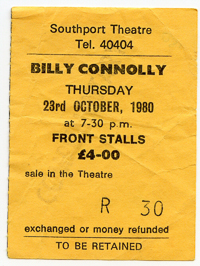 Southport Theatre
Tel. 40404
BILLY CONNOLLY
THURSDAY
23rd OCTOBER, 1980
at 7-30 p.m.
FRONT STALLS
£4-00
sale in the Theatre
R 30
exchanged or money refunded
TO BE RETAINED